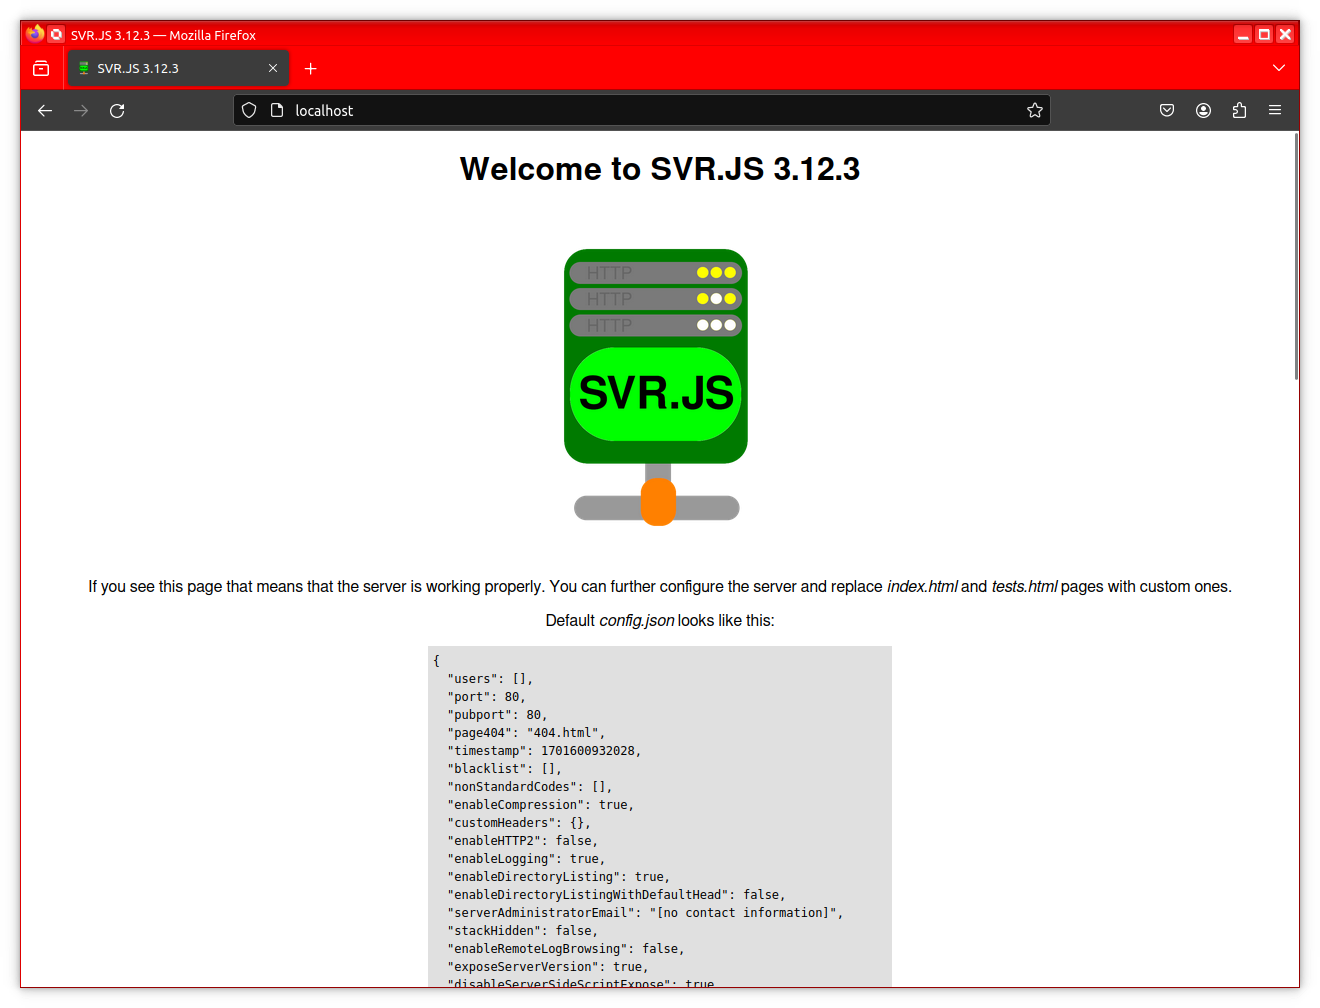 SVR.JS 3.12.3 — Mozilla Firefox
SVR.JS 3.12.3
localhost
Welcome to SVR.JS 3.12.3
HTTP
HTTP
HTTP
SVR.JS
If you see this page that means that the server is working properly. You can further configure the server and replace index.html and tests.html pages with custom ones.
Default config.json looks like this:
{
"users": [],
"port": 80,
"pubport": 80,
"page404": "404.html",
"timestamp": 1701600932028,
"blacklist": [],
"nonStandardCodes": [],
"enableCompression": true,
"customHeaders": {},
"enableHTTP2": false,
"enableLogging": true,
"enableDirectoryListing": true,
"enableDirectoryListingWithDefaultHead": false,
"serverAdministratorEmail": "[no contact information]",
"stackHidden": false,
"enableRemoteLogBrowsing": false,
"exposeServerVersion": true,
"disableServerSideScriptExpose": true